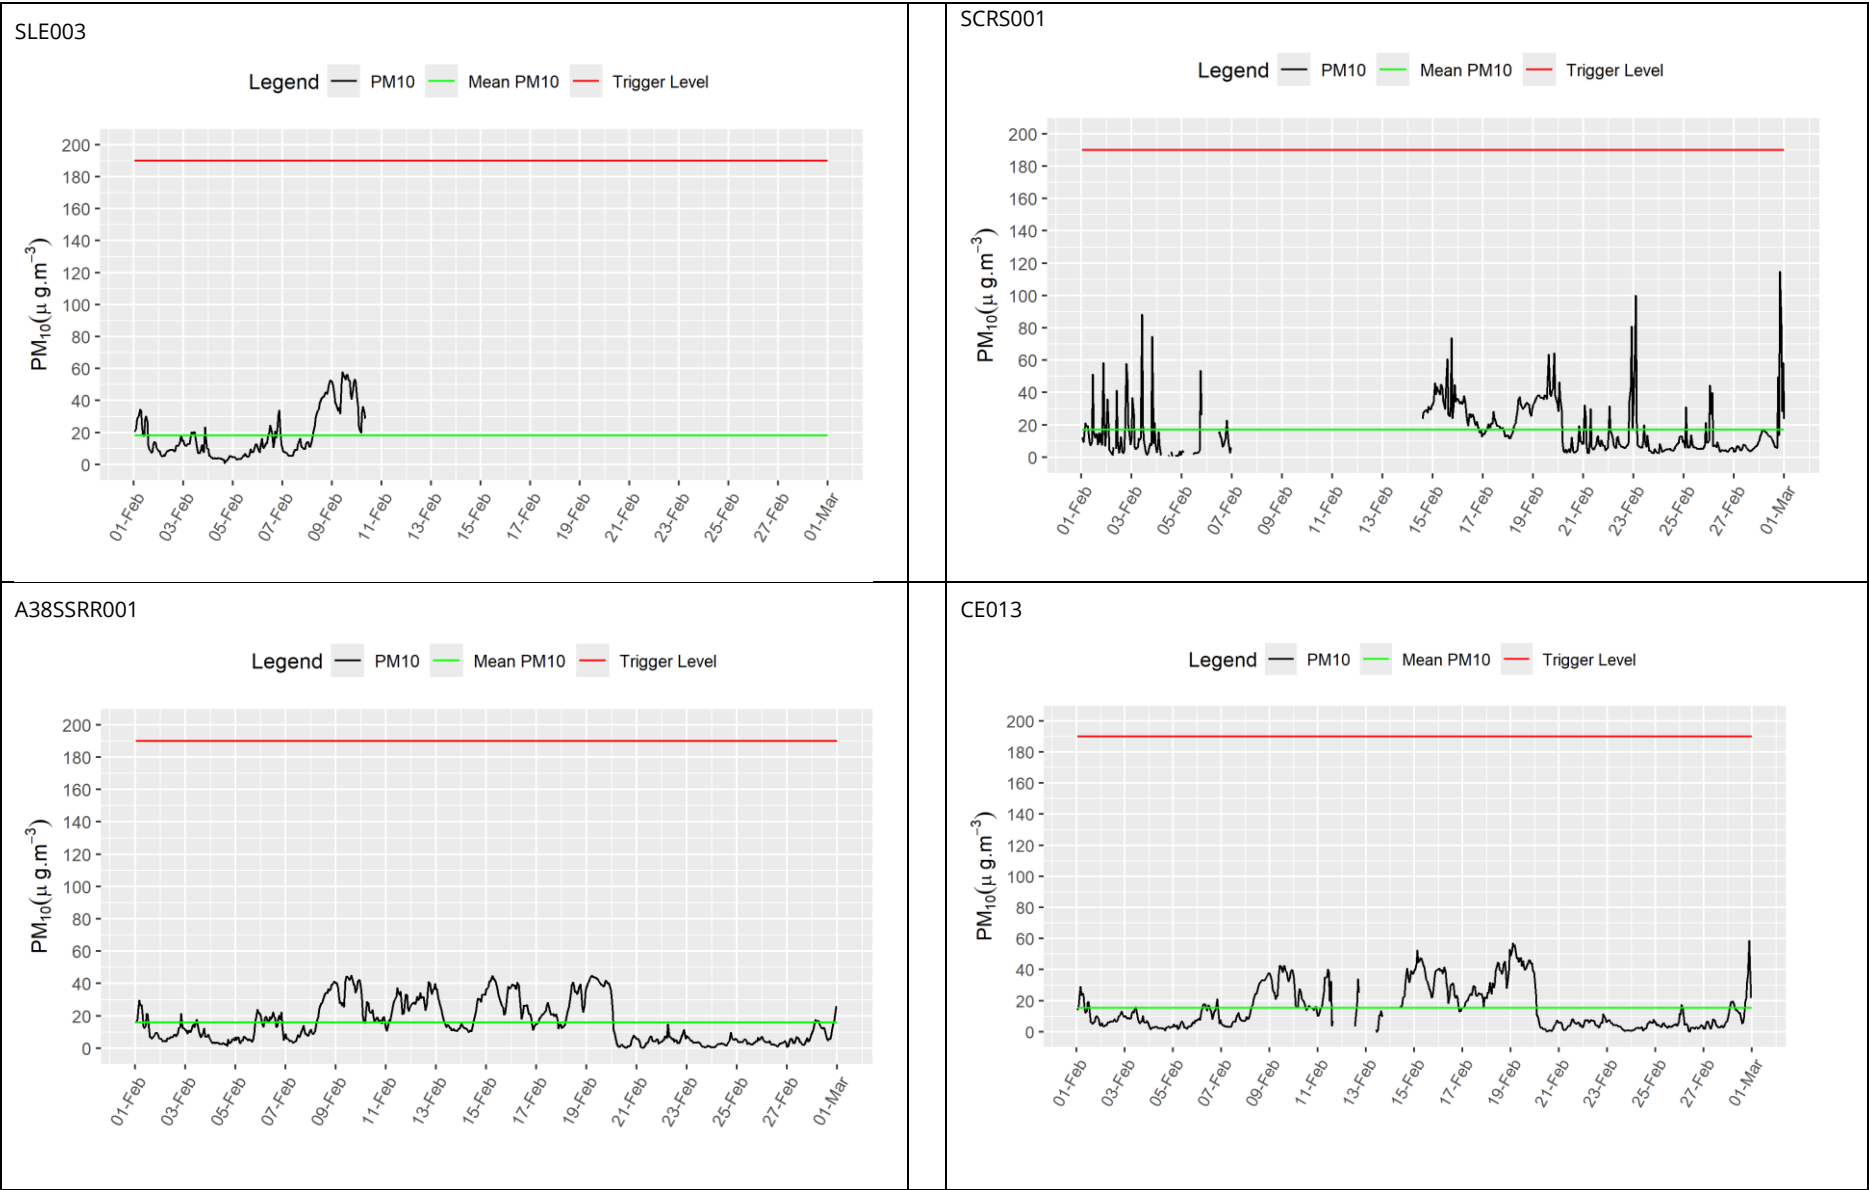 SLE003
Legend PM10 Mean PM10 Trigger Level
PM10(μ g.m−3)
200
180
160
140
120
100
80
60
40
20
0
01-Feb 03-Feb 05-Feb 07-Feb 09-Feb 11-Feb 13-Feb 15-Feb 17-Feb 19-Feb 21-Feb 23-Feb 25-Feb 27-Feb 01-Mar
SCRS001
Legend PM10 Mean PM10 Trigger Level
PM10(μ g.m−3)
200
180
160
140
120
100
80
60
40
20
0
01-Feb 03-Feb 05-Feb 07-Feb 09-Feb 11-Feb 13-Feb 15-Feb 17-Feb 19-Feb 21-Feb 23-Feb 25-Feb 27-Feb 01-Mar
A38SSRR001
Legend PM10 Mean PM10 Trigger Level
PM10(μ g.m−3)
200
180
160
140
120
100
80
60
40
20
0
01-Feb 03-Feb 05-Feb 07-Feb 09-Feb 11-Feb 13-Feb 15-Feb 17-Feb 19-Feb 21-Feb 23-Feb 25-Feb 27-Feb 01-Mar
CE013
Legend PM10 Mean PM10 Trigger Level
PM10(μ g.m−3)
200
180
160
140
120
100
80
60
40
20
0
01-Feb 03-Feb 05-Feb 07-Feb 09-Feb 11-Feb 13-Feb 15-Feb 17-Feb 19-Feb 21-Feb 23-Feb 25-Feb 27-Feb 01-Mar